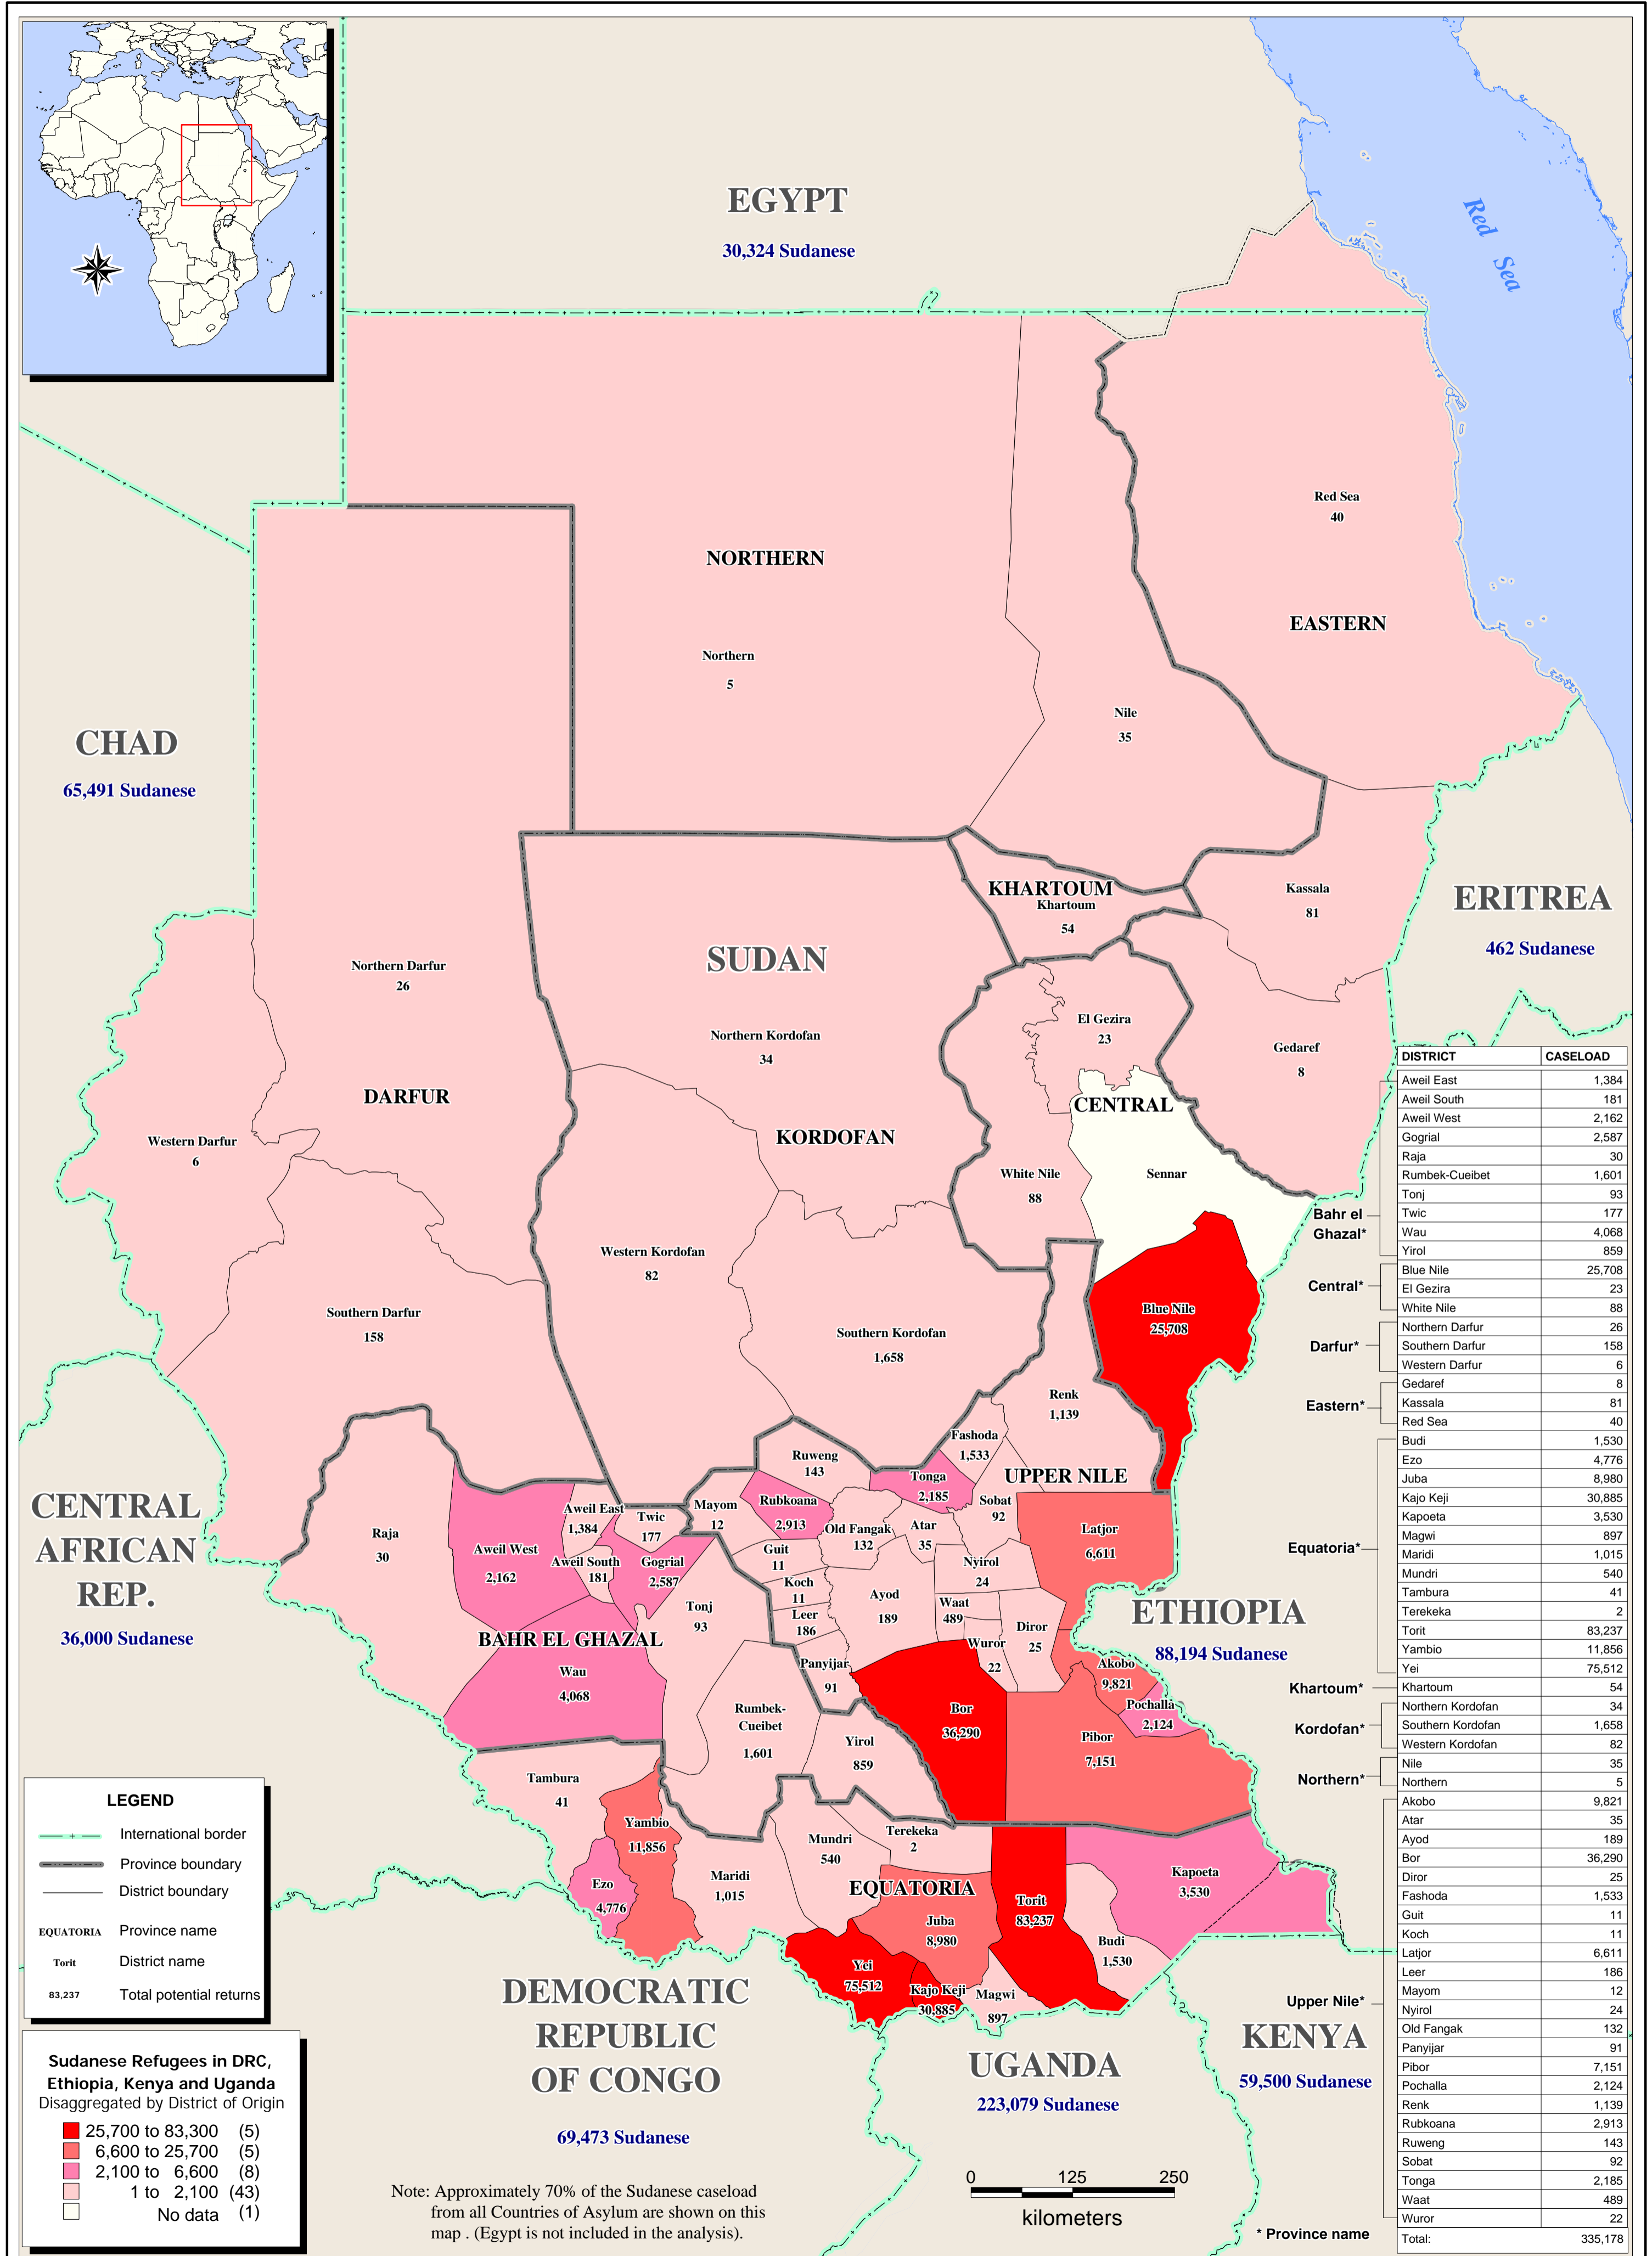 EGYPT
30,324 Sudanese
Red
Sea
Red Sea
40
NORTHERN
EASTERN
Northern
5
Nile
35
CHAD
65,491 Sudanese
KHARTOUM
Khartoum
54
Kassala
81
ERITREA
462 Sudanese
SUDAN
Northern Darfur
26
Northern Kordofan
34
El Gezira
23
Gedaref
8
DARFUR
CENTRAL
KORDOFAN
Western Darfur
6
White Nile
88
Sennar
Western Kordofan
82
Southern Darfur
158
Southern Kordofan
1,658
Blue Nile
25,708
Renk
1,139
Fashoda
1,533
Ruweng
143
Tonga
2,185
UPPER NILE
CENTRAL
AFRICAN
REP.
36,000 Sudanese
Raja
30
Aweil West
2,162
Aweil East
1,384
Twic
177
Mayom
12
Rubkoana
2,913
Old Fangak
132
Atar
35
Sobat
92
Latjor
6,611
Aweil South
181
Gogrial
2,587
Guit
11
Koch
11
Leer
186
Ayod
189
Nyirol
24
Waat
489
Diror
25
Wuror
22
ETHIOPIA
88,194 Sudanese
Tonj
93
BAHR EL GHAZAL
Wau
4,068
Panyijar
91
Akobo
9,821
Pochalla
2,124
Rumbek-
Cueibet
1,601
Yirol
859
Bor
36,290
Pibor
7,151
Tambura
41
Yambio
11,856
Ezo
4,776
Maridi
1,015
Mundri
540
Terekeka
2
EQUATORIA
Juba
8,980
Torit
83,237
Kapoeta
3,530
Budi
1,530
Yei
75,512
Kajo Keji
30,885
Magwi
897
DEMOCRATIC
REPUBLIC
OF CONGO
69,473 Sudanese
UGANDA
223,079 Sudanese
KENYA
59,500 Sudanese
LEGEND
International border
Province boundary
District boundary
EQUATORIA Province name
Torit District name
83,237 Total potential returns
Sudanese Refugees in DRC,
Ethiopia, Kenya and Uganda
Disaggregated by District of Origin
25,700 to 83,300 (5)
6,600 to 25,700 (5)
2,100 to 6,600 (8)
1 to 2,100 (43)
No data (1)
Note: Approximately 70% of the Sudanese caseload
from all Countries of Asylum are shown on this
map . (Egypt is not included in the analysis).
0 125 250
kilometers
DISTRICT CASELOAD
Bahr el
Ghazal*
Aweil East 1,384
Aweil South 181
Aweil West 2,162
Gogrial 2,587
Raja 30
Rumbek-Cueibet 1,601
Tonj 93
Twic 177
Wau 4,068
Yirol 859
Central*
Blue Nile 25,708
El Gezira 23
White Nile 88
Darfur*
Northern Darfur 26
Southern Darfur 158
Western Darfur 6
Eastern*
Gedaref 8
Kassala 81
Red Sea 40
Equatoria*
Budi 1,530
Ezo 4,776
Juba 8,980
Kajo Keji 30,885
Kapoeta 3,530
Magwi 897
Maridi 1,015
Mundri 540
Tambura 41
Terekeka 2
Torit 83,237
Yambio 11,856
Yei 75,512
Khartoum*
Khartoum 54
Kordofan*
Northern Kordofan 34
Southern Kordofan 1,658
Western Kordofan 82
Northern*
Nile 35
Northern 5
Upper Nile*
Akobo 9,821
Atar 35
Ayod 189
Bor 36,290
Diror 25
Fashoda 1,533
Guit 11
Koch 11
Latjor 6,611
Leer 186
Mayom 12
Nyirol 24
Old Fangak 132
Panyijar 91
Pibor 7,151
Pochalla 2,124
Renk 1,139
Rubkoana 2,913
Ruweng 143
Sobat 92
Tonga 2,185
Waat 489
Wuror 22
Total: 335,178
* Province name